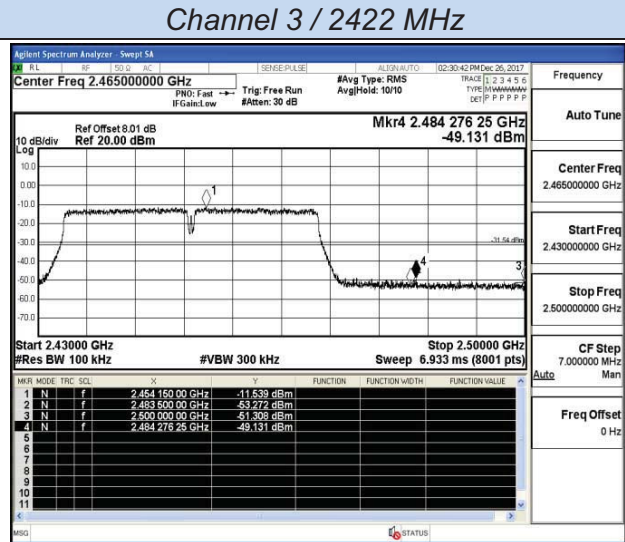 Channel 3 / 2422 MHz
Agilent Spectrum Analyzer - Swept SA
RL RF 50 Ω AC SENSE:PULSE ALIGN AUTO 02:30:42 PM Dec 26, 2017
Center Freq 2.465000000 GHz #Avg Type: RMS TRACE 1 2 3 4 5 6 Frequency
PNO: Fast Trig: Free Run Avg|Hold: 10/10 TYPE M WWWWW
IFGain:Low #Atten: 30 dB DET P P P P P P
Auto Tune
Mkr4 2.484 276 25 GHz
Ref Offset 8.01 dB
10 dB/div Ref 20.00 dBm -49.131 dBm
Log
10.0
0.00
-10.0
-20.0
-30.0
-40.0
-50.0
-60.0
-70.0
1
-31.54 dBm
4
3
Center Freq
2.465000000 GHz
Start Freq
2.430000000 GHz
Stop Freq
2.500000000 GHz
Start 2.43000 GHz Stop 2.50000 GHz
#Res BW 100 kHz #VBW 300 kHz Sweep 6.933 ms (8001 pts)
CF Step
7.000000 MHz
Auto Man
MKR MODE TRC SCL X Y FUNCTION FUNCTION WIDTH FUNCTION VALUE
1 N f 2.454 150 00 GHz -11.539 dBm
2 N f 2.483 500 00 GHz -53.272 dBm
3 N f 2.500 000 00 GHz -51.308 dBm
4 N f 2.484 276 25 GHz -49.131 dBm
5
6
7
8
9
10
11
Freq Offset
0 Hz
MSG STATUS